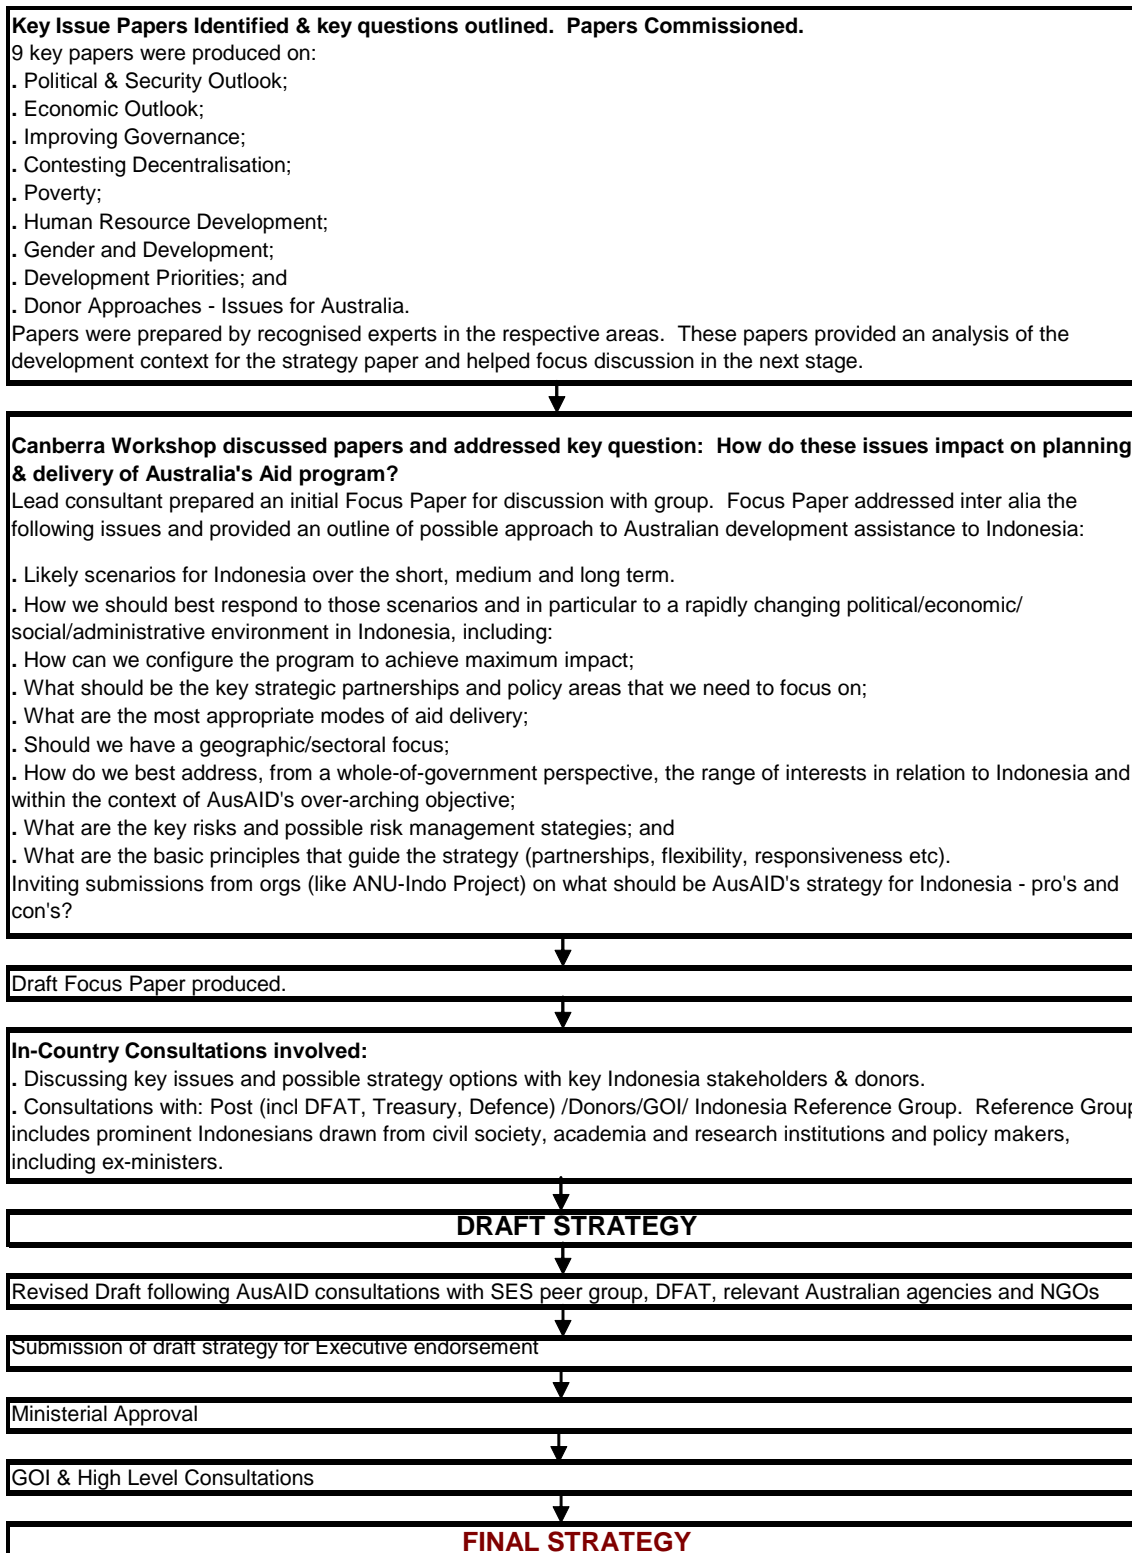 Key Issue Papers Identified & key questions outlined.  Papers Commissioned.
9 key papers were produced on:
. Political & Security Outlook;
. Economic Outlook;
. Improving Governance;
. Contesting Decentralisation;
. Poverty;
. Human Resource Development;
. Gender and Development;
. Development Priorities; and
. Donor Approaches - Issues for Australia.
Papers were prepared by recognised experts in the respective areas.  These papers provided an analysis of the
development context for the strategy paper and helped focus discussion in the next stage.
Canberra Workshop discussed papers and addressed key question:  How do these issues impact on planning
& delivery of Australia's Aid program?
Lead consultant prepared an initial Focus Paper for discussion with group.  Focus Paper addressed inter alia the
following issues and provided an outline of possible approach to Australian development assistance to Indonesia:
. Likely scenarios for Indonesia over the short, medium and long term.
. How we should best respond to those scenarios and in particular to a rapidly changing political/economic/
social/administrative environment in Indonesia, including:
. How can we configure the program to achieve maximum impact;
. What should be the key strategic partnerships and policy areas that we need to focus on;
. What are the most appropriate modes of aid delivery;
. Should we have a geographic/sectoral focus;
. How do we best address, from a whole-of-government perspective, the range of interests in relation to Indonesia and
within the context of AusAID's over-arching objective;
. What are the key risks and possible risk management stategies; and
. What are the basic principles that guide the strategy (partnerships, flexibility, responsiveness etc).
Inviting submissions from orgs (like ANU-Indo Project) on what should be AusAID's strategy for Indonesia - pro's and
con's?
Draft Focus Paper produced.
In-Country Consultations involved:
. Discussing key issues and possible strategy options with key Indonesia stakeholders & donors.
. Consultations with: Post (incl DFAT, Treasury, Defence) /Donors/GOI/ Indonesia Reference Group.  Reference Group
includes prominent Indonesians drawn from civil society, academia and research institutions and policy makers,
including ex-ministers.
DRAFT STRATEGY
Revised Draft following AusAID consultations with SES peer group, DFAT, relevant Australian agencies and NGOs
Submission of draft strategy for Executive endorsement
Ministerial Approval
GOI & High Level Consultations
FINAL STRATEGY